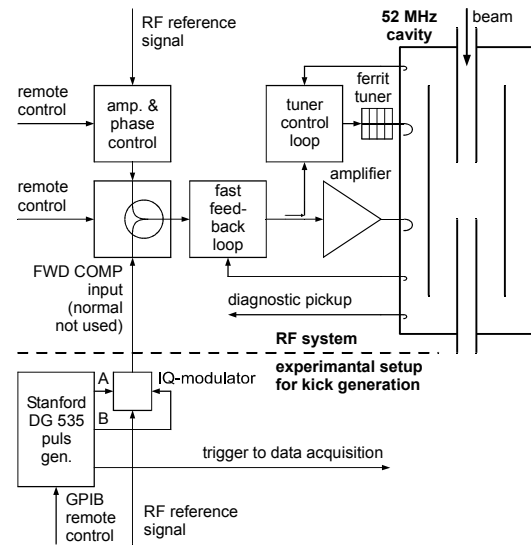 RF reference
signal
52 MHz
cavity
beam
remote
control
amp. &
phase
control
tuner
control
loop
ferrit
tuner
remote
control
fast
feed-
back
loop
amplifier
FWD COMP
input
(normal
not used)
diagnostic pickup
RF system
experimantal setup
for kick generation
Stanford
DG 535
puls
gen.
A
B
IQ-modulator
trigger to data acquisition
GPIB
remote
control
RF reference
signal